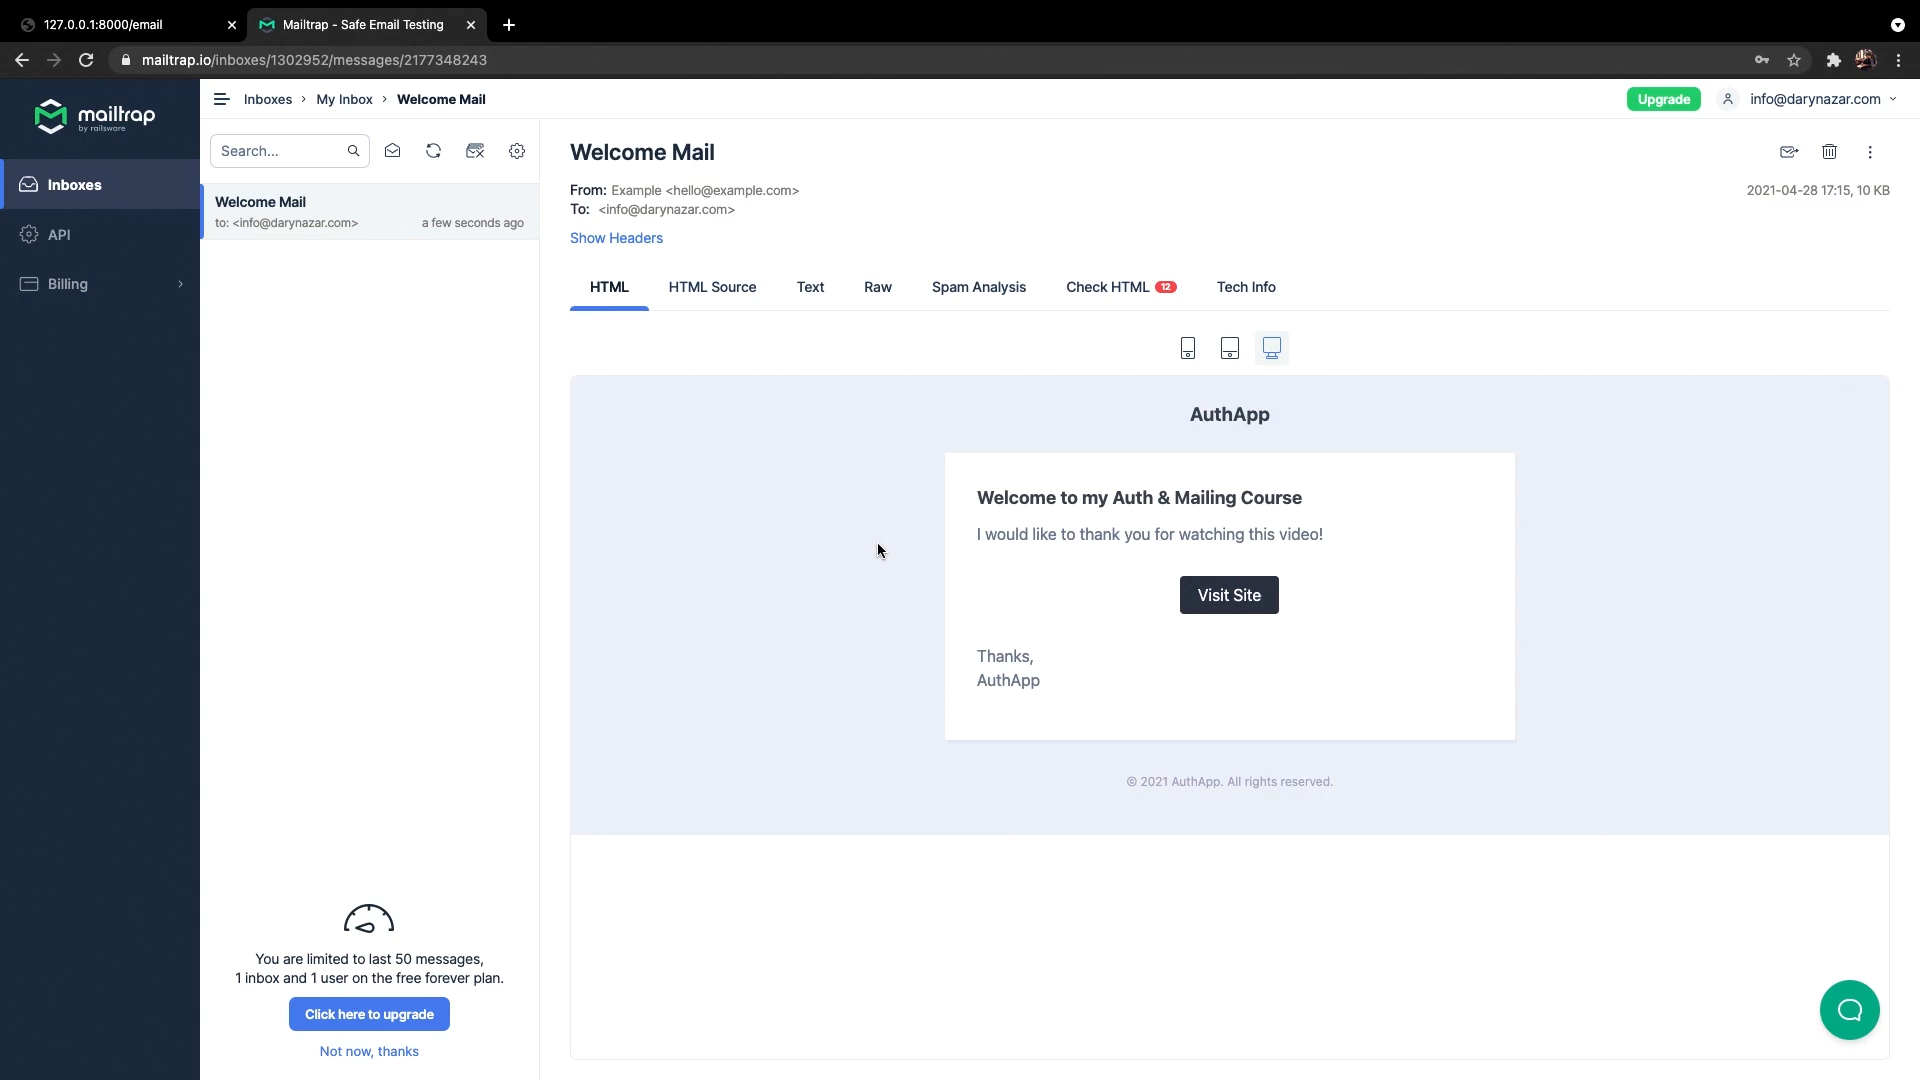 127.0.0.1:8000/email
Mailtrap - Safe Email Testing
mailtrap.io/inboxes/1302952/messages/2177348243
mailtrap
by railsware
Inboxes
API
Billing
Inboxes › My Inbox › Welcome Mail
Upgrade
info@darynazar.com
Search...
Welcome Mail
to: <info@darynazar.com>
a few seconds ago
You are limited to last 50 messages,
1 inbox and 1 user on the free forever plan.
Click here to upgrade
Not now, thanks
Welcome Mail
From: Example <hello@example.com>
2021-04-28 17:15, 10 KB
To: <info@darynazar.com>
Show Headers
HTML
HTML Source
Text
Raw
Spam Analysis
Check HTML 12
Tech Info
AuthApp
Welcome to my Auth & Mailing Course
I would like to thank you for watching this video!
Visit Site
Thanks,
AuthApp
© 2021 AuthApp. All rights reserved.